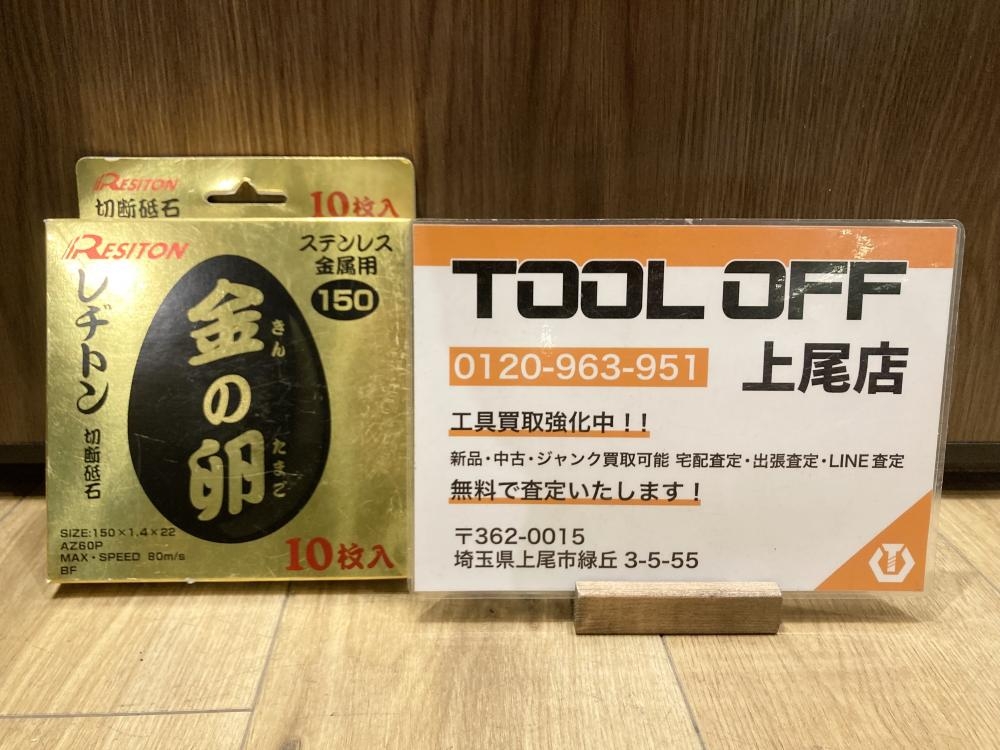 RESITON
切断砥石
10枚入
RESITON
レヂトン
切断砥石
ステンレス
金属用
150
金の卵
きん
たまご
SIZE:150×1.4×22
AZ60P
MAX・SPEED 80m/s
BF
10枚入
TOOL OFF
0120-963-951
上尾店
工具買取強化中！！
新品・中古・ジャンク買取可能 宅配査定・出張査定・LINE査定
無料で査定いたします！
〒362-0015
埼玉県上尾市緑丘 3-5-55